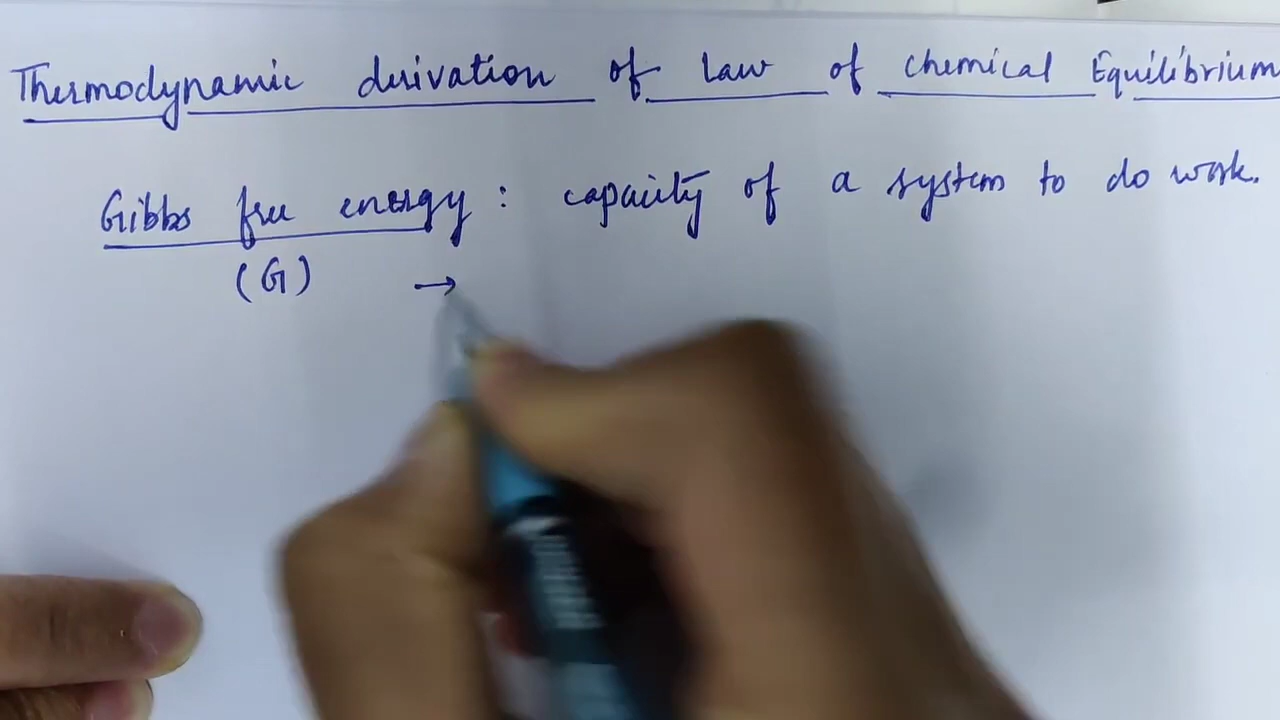 Thermodynamic derivation of Law of chemical Equilibrium
Gibbs free energy : capacity of a system to do work.
(G) →